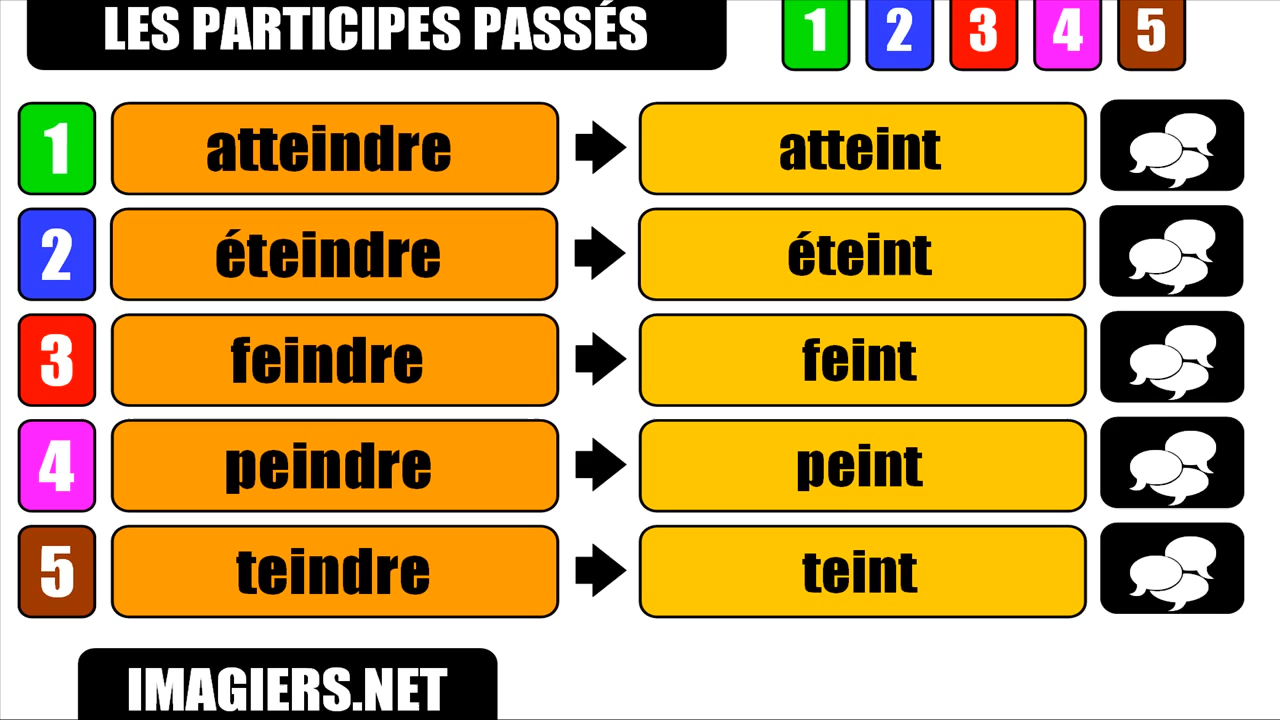 LES PARTICIPES PASSÉS 1 2 3 4 5
1 atteindre atteint
2 éteindre éteint
3 feindre feint
4 peindre peint
5 teindre teint
IMAGIERS.NET